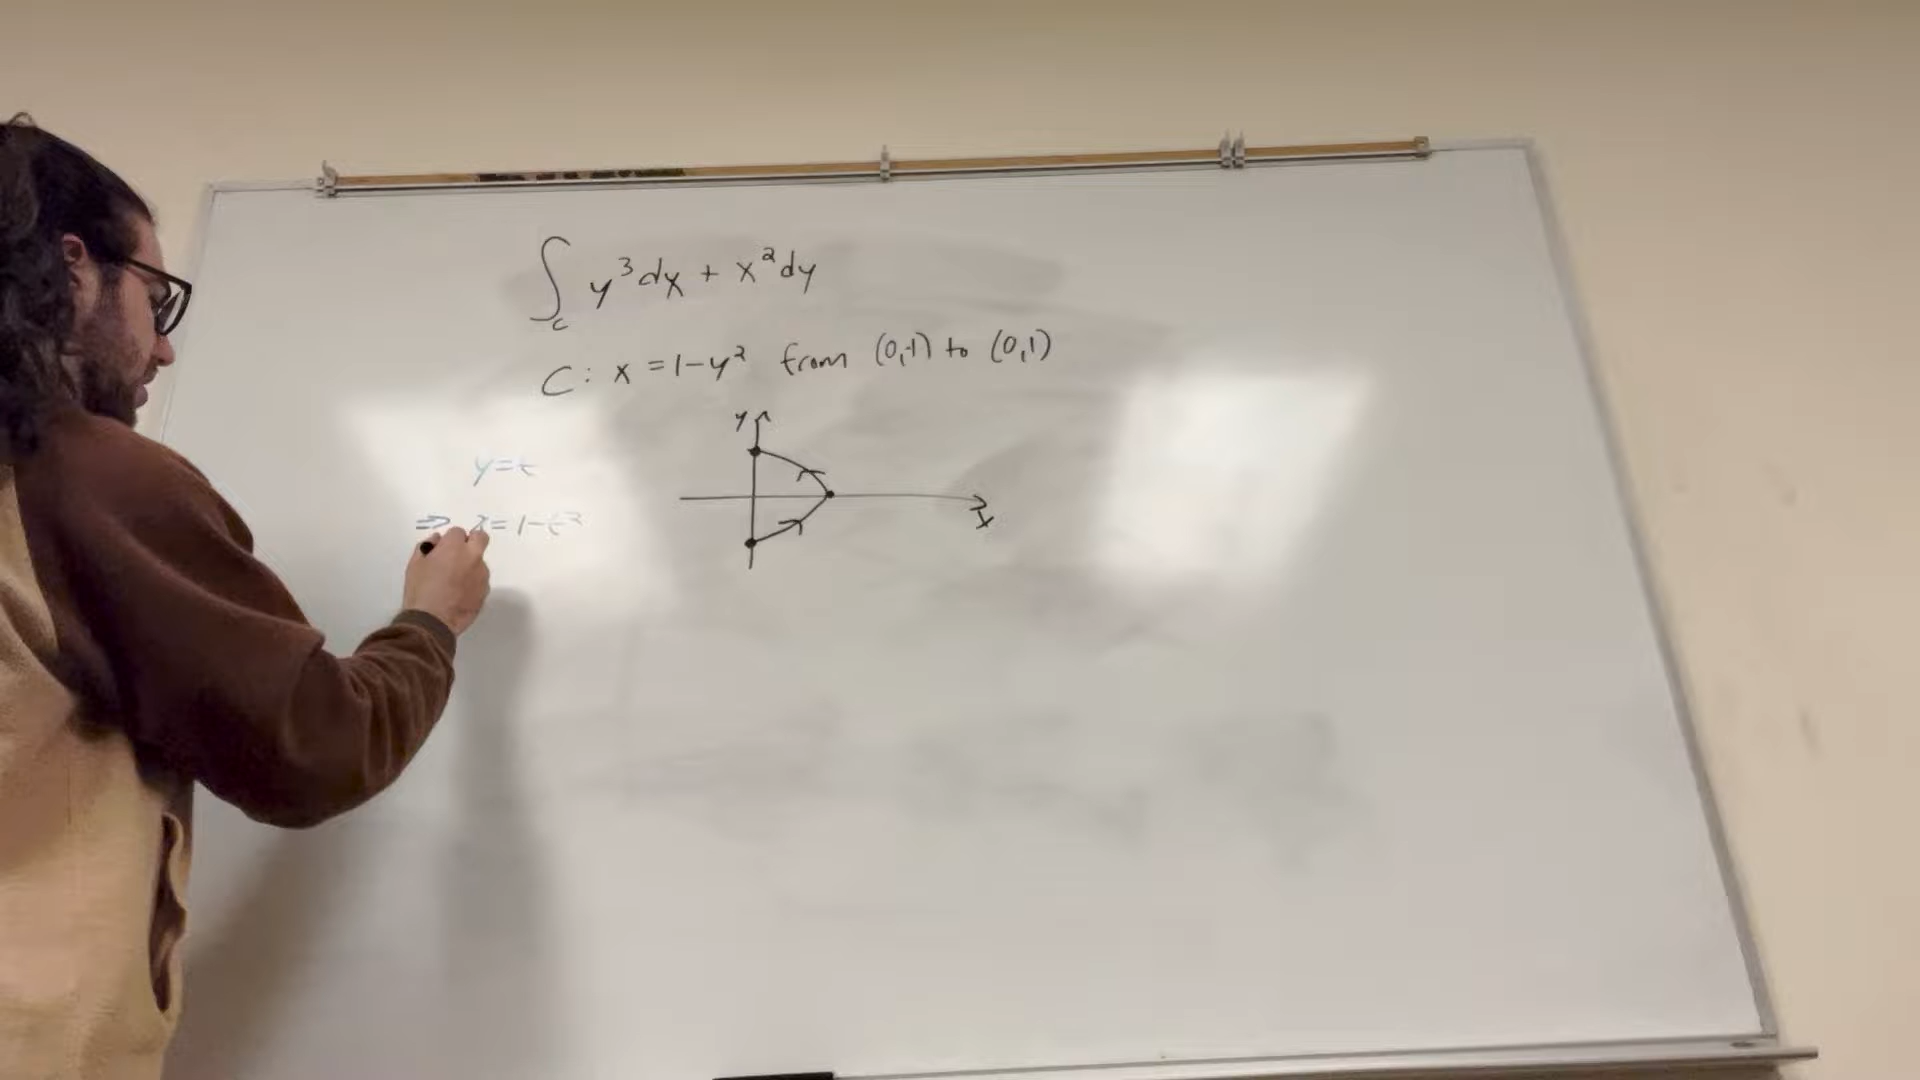 ∫_C y³dx + x²dy
C: x = 1-y² from (0,-1) to (0,1)
y
y=t
x
⇒ x=1-t²